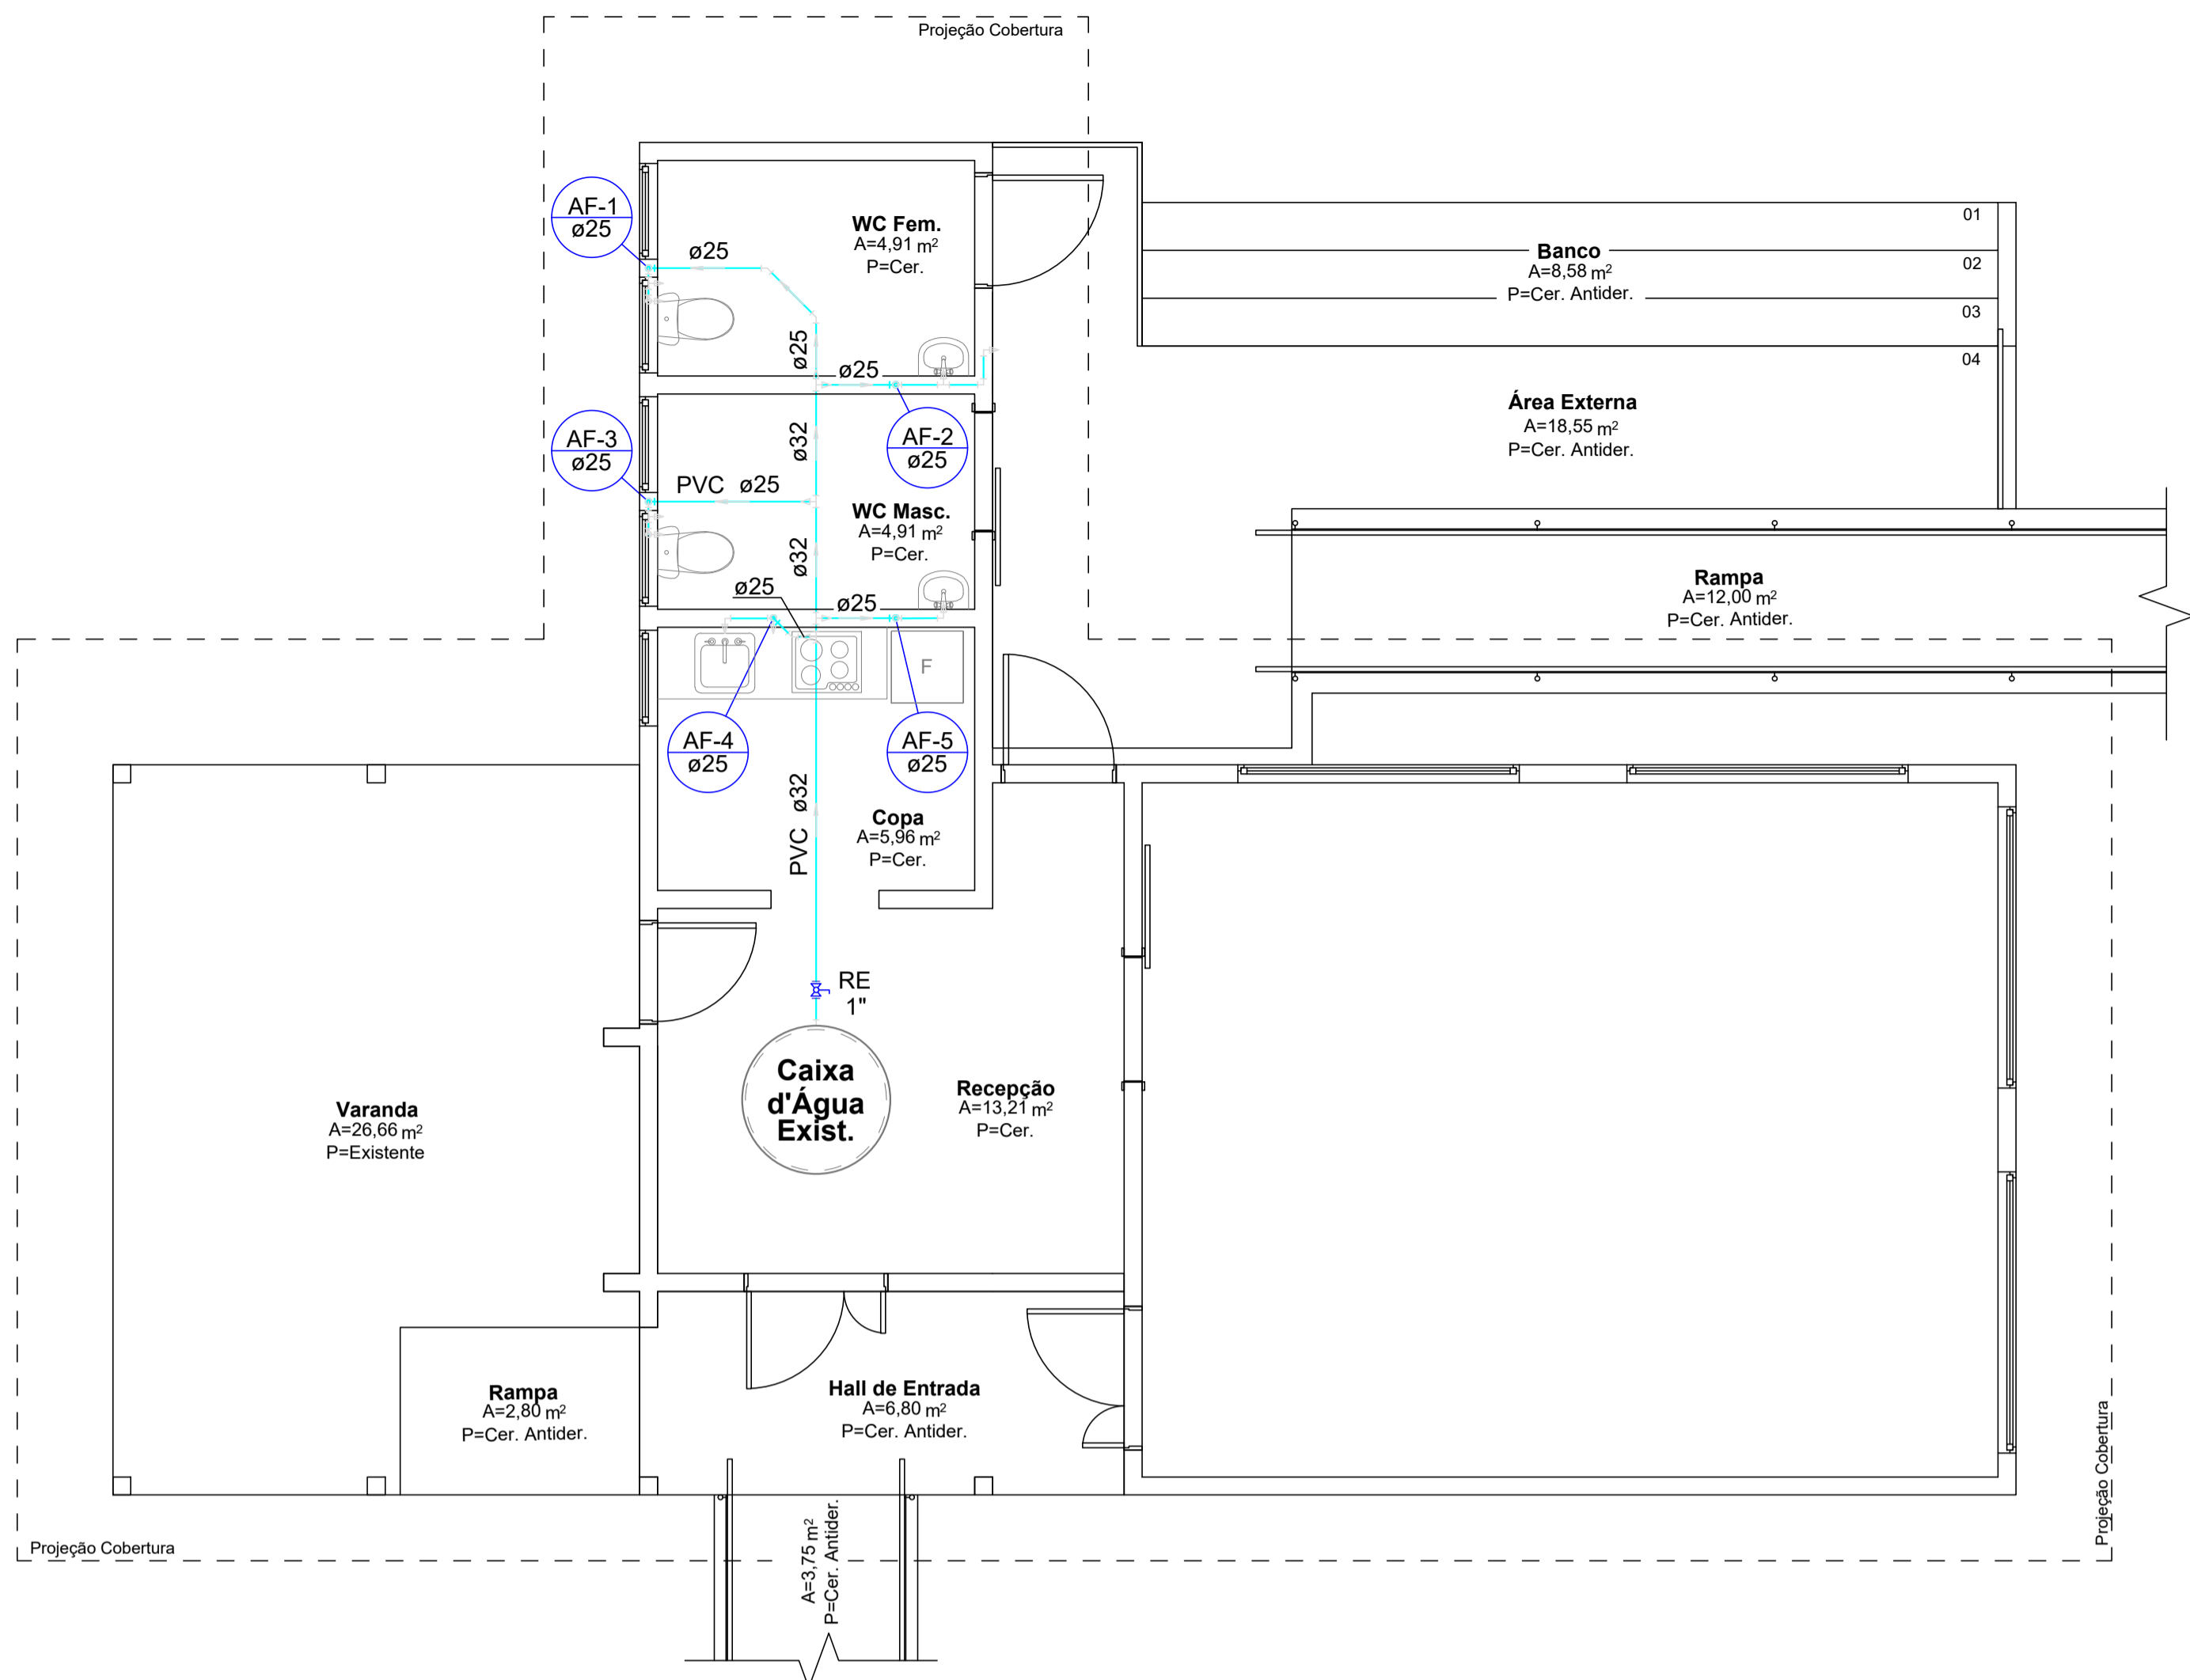 Projeção Cobertura
AF-1
ø25
ø25
WC Fem.
A=4,91 m²
P=Cer.
01
Banco
A=8,58 m²
P=Cer. Antider.
02
03
04
ø25
ø25
AF-2
ø25
Área Externa
A=18,55 m²
P=Cer. Antider.
AF-3
ø25
ø32
PVC ø25
WC Masc.
A=4,91 m²
P=Cer.
ø32
ø25
ø25
Rampa
A=12,00 m²
P=Cer. Antider.
F
AF-4
ø25
AF-5
ø25
PVC ø32
Copa
A=5,96 m²
P=Cer.
RE
1"
Caixa
d'Água
Exist.
Recepção
A=13,21 m²
P=Cer.
Varanda
A=26,66 m²
P=Existente
Rampa
A=2,80 m²
P=Cer. Antider.
Hall de Entrada
A=6,80 m²
P=Cer. Antider.
Projeção Cobertura
A=3,75 m²
P=Cer. Antider.
Projeção Cobertura